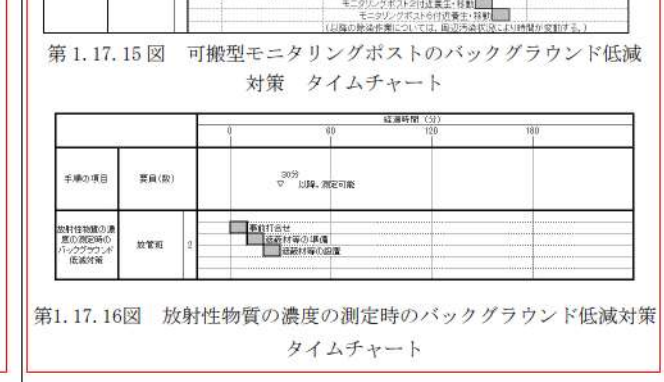 モニタリングポスト2付近養生・移動
モニタリングポスト6付近養生・移動
(以降の除染作業については、周辺汚染状況により時間が変動する。)
第 1.17.15 図　可搬型モニタリングポストのバックグラウンド低減
対策　タイムチャート
経過時間（分）
0 60 120 180
手順の項目 要員(数)
30分
▽ 以降、測定可能
放射性物質の濃
度の測定時の
バックグラウンド
低減対策
放管班 2
事前打合せ
遮蔽材等の準備
遮蔽材等の設置
第1.17.16図　放射性物質の濃度の測定時のバックグラウンド低減対策
タイムチャート